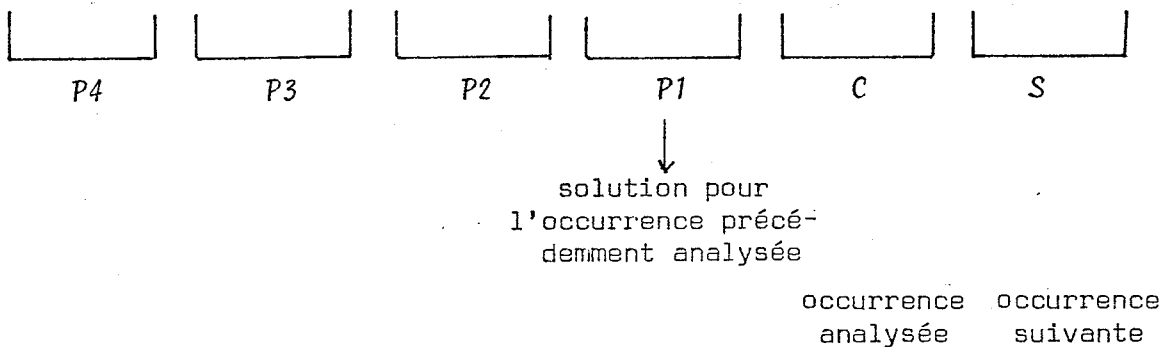 P4 P3 P2 P1 C S
solution pour
l'occurrence précé-
demment analysée
occurrence occurrence
analysée suivante